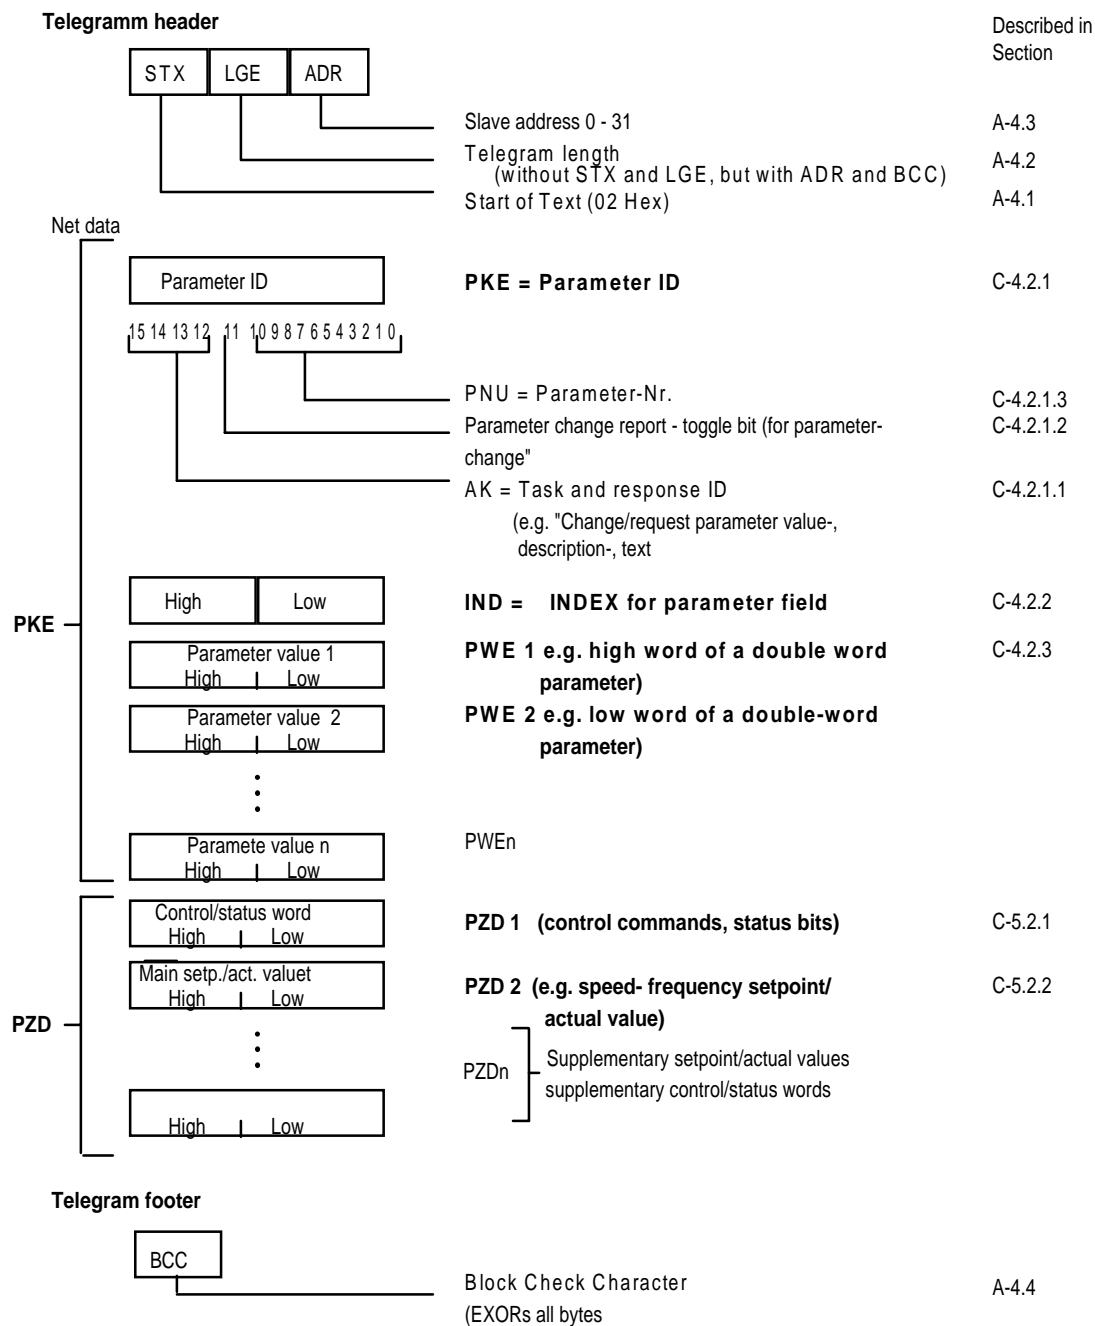 Telegramm header
Described in
Section
STX LGE ADR
Slave address 0 - 31 A-4.3
Telegram length A-4.2
(without STX and LGE, but with ADR and BCC)
Start of Text (02 Hex) A-4.1
Net data
Parameter ID PKE = Parameter ID C-4.2.1
15 14 13 12 11 10 9 8 7 6 5 4 3 2 1 0
PNU = Parameter-Nr. C-4.2.1.3
Parameter change report - toggle bit (for parameter- C-4.2.1.2
change"
AK = Task and response ID C-4.2.1.1
(e.g. "Change/request parameter value-,
description-, text
High Low IND = INDEX for parameter field C-4.2.2
PKE
Parameter value 1 PWE 1 e.g. high word of a double word C-4.2.3
High Low parameter)
Parameter value 2 PWE 2 e.g. low word of a double-word
High Low parameter)
Paramete value n PWEn
High Low
Control/status word PZD 1 (control commands, status bits) C-5.2.1
High Low
Main setp./act. valuet PZD 2 (e.g. speed- frequency setpoint/ C-5.2.2
High Low actual value)
PZD
PZDn Supplementary setpoint/actual values
supplementary control/status words
High Low
Telegram footer
BCC
Block Check Character A-4.4
(EXORs all bytes